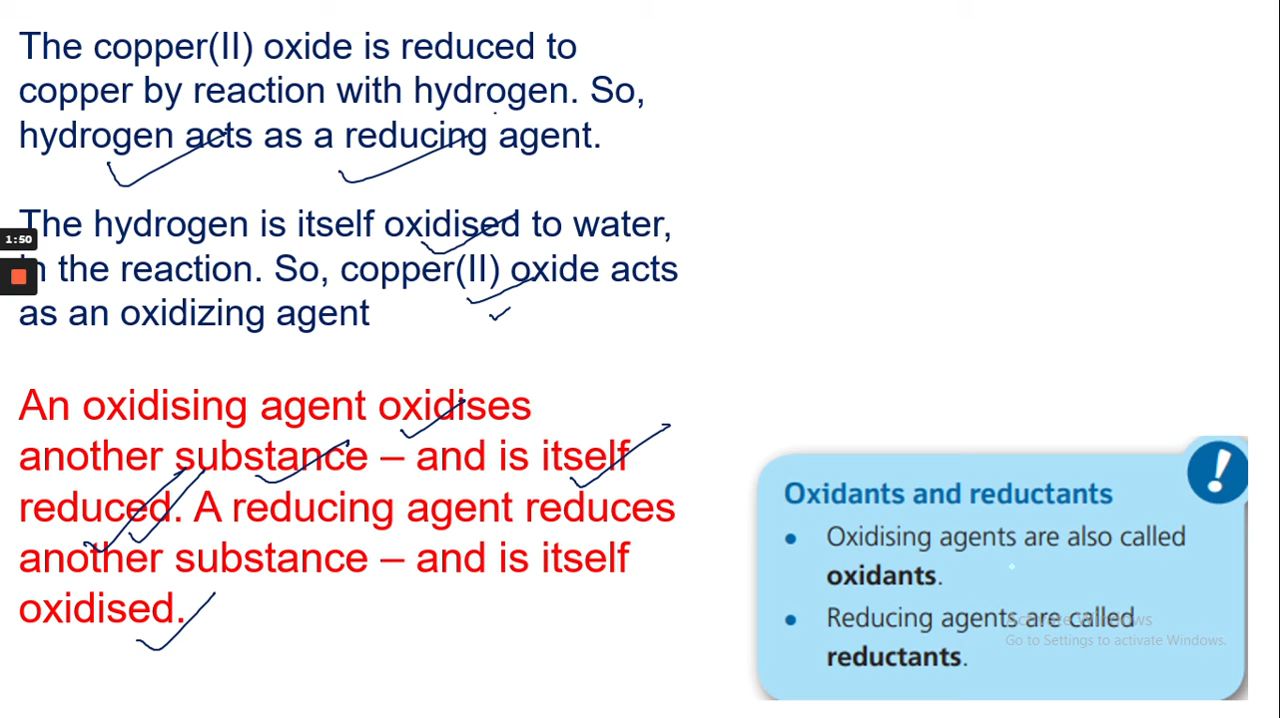 The copper(II) oxide is reduced to
copper by reaction with hydrogen. So,
hydrogen acts as a reducing agent.
The hydrogen is itself oxidised to water,
in the reaction. So, copper(II) oxide acts
as an oxidizing agent
1:50
An oxidising agent oxidises
another substance – and is itself
reduced. A reducing agent reduces
another substance – and is itself
oxidised.
!
Oxidants and reductants
• Oxidising agents are also called
oxidants.
• Reducing agents are called
reductants.
Activate Windows
Go to Settings to activate Windows.